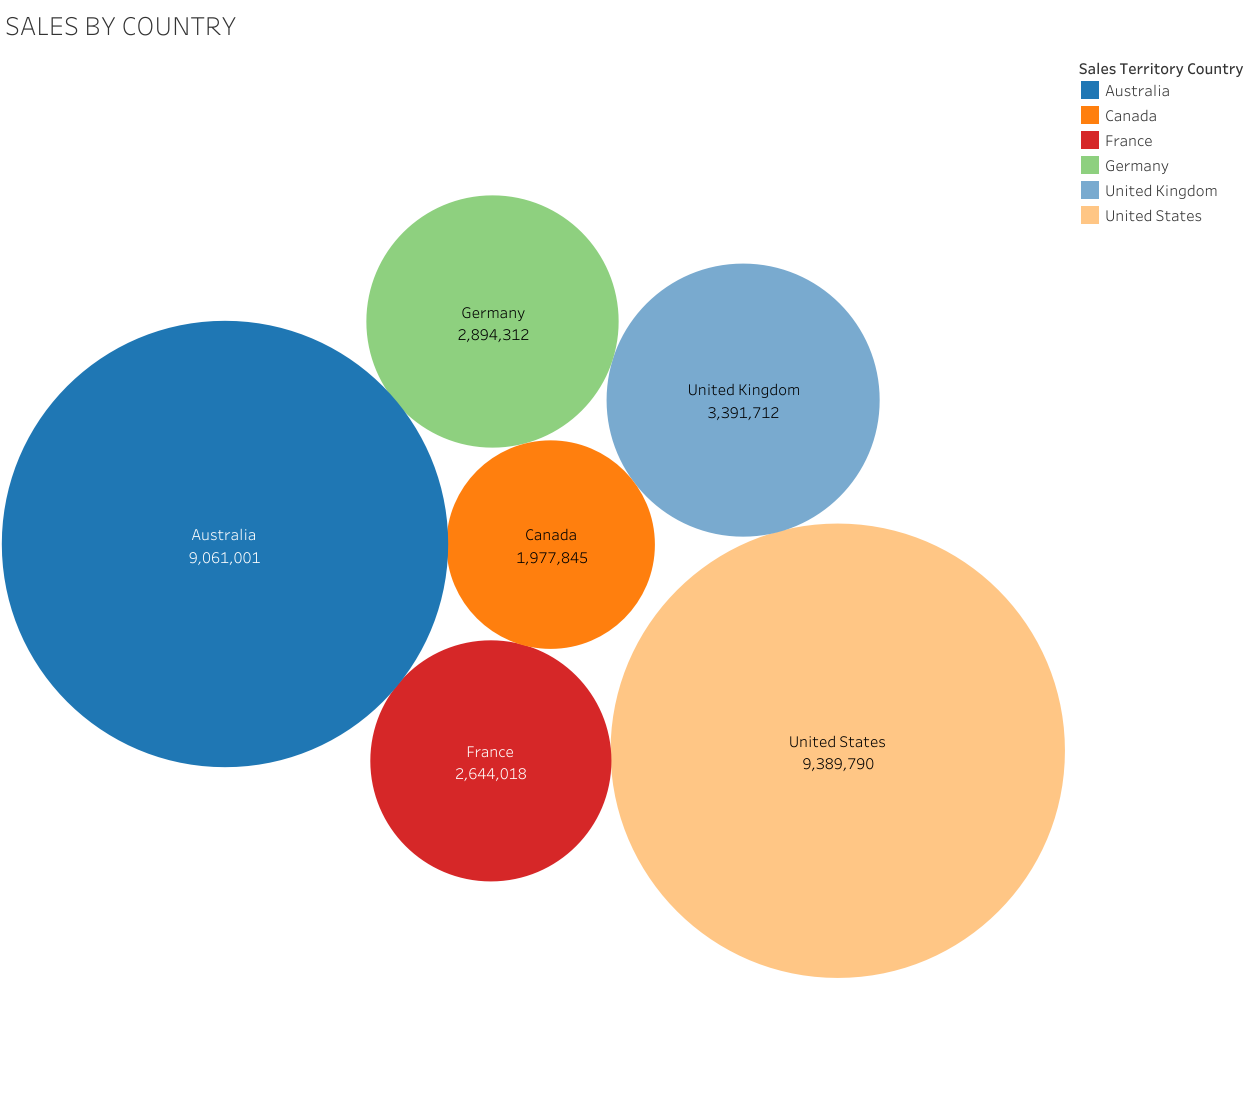 SALES BY COUNTRY
Sales Territory Country
Australia
Canada
France
Germany
United Kingdom
United States
Germany
2,894,312
United Kingdom
3,391,712
Australia
9,061,001
Canada
1,977,845
France
2,644,018
United States
9,389,790